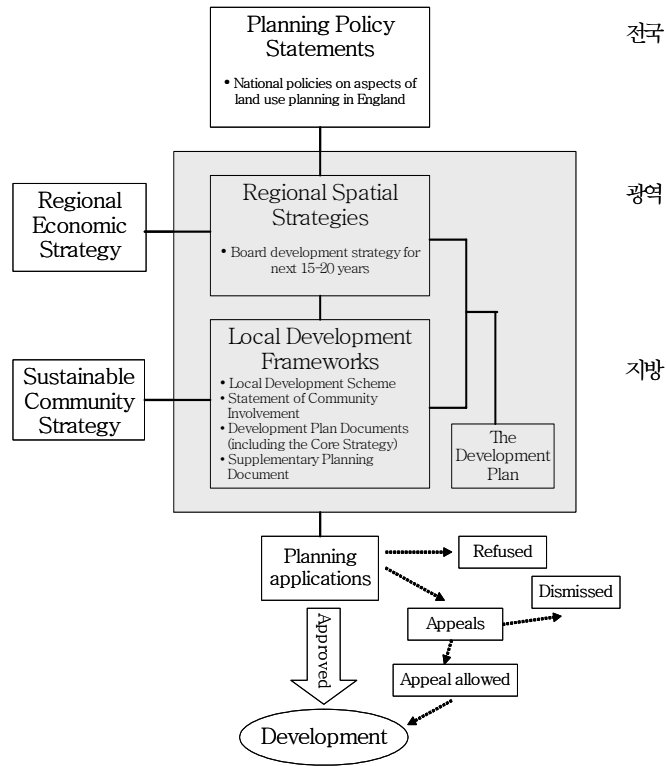 Planning Policy
Statements
• National policies on aspects of
land use planning in England
전국
Regional
Economic
Strategy
Regional Spatial
Strategies
• Board development strategy for
next 15-20 years
광역
Sustainable
Community
Strategy
Local Development
Frameworks
• Local Development Scheme
• Statement of Community
Involvement
• Development Plan Documents
(including the Core Strategy)
• Supplementary Planning
Document
지방
The
Development
Plan
Planning
applications
Refused
Dismissed
Appeals
Approved
Appeal allowed
Development